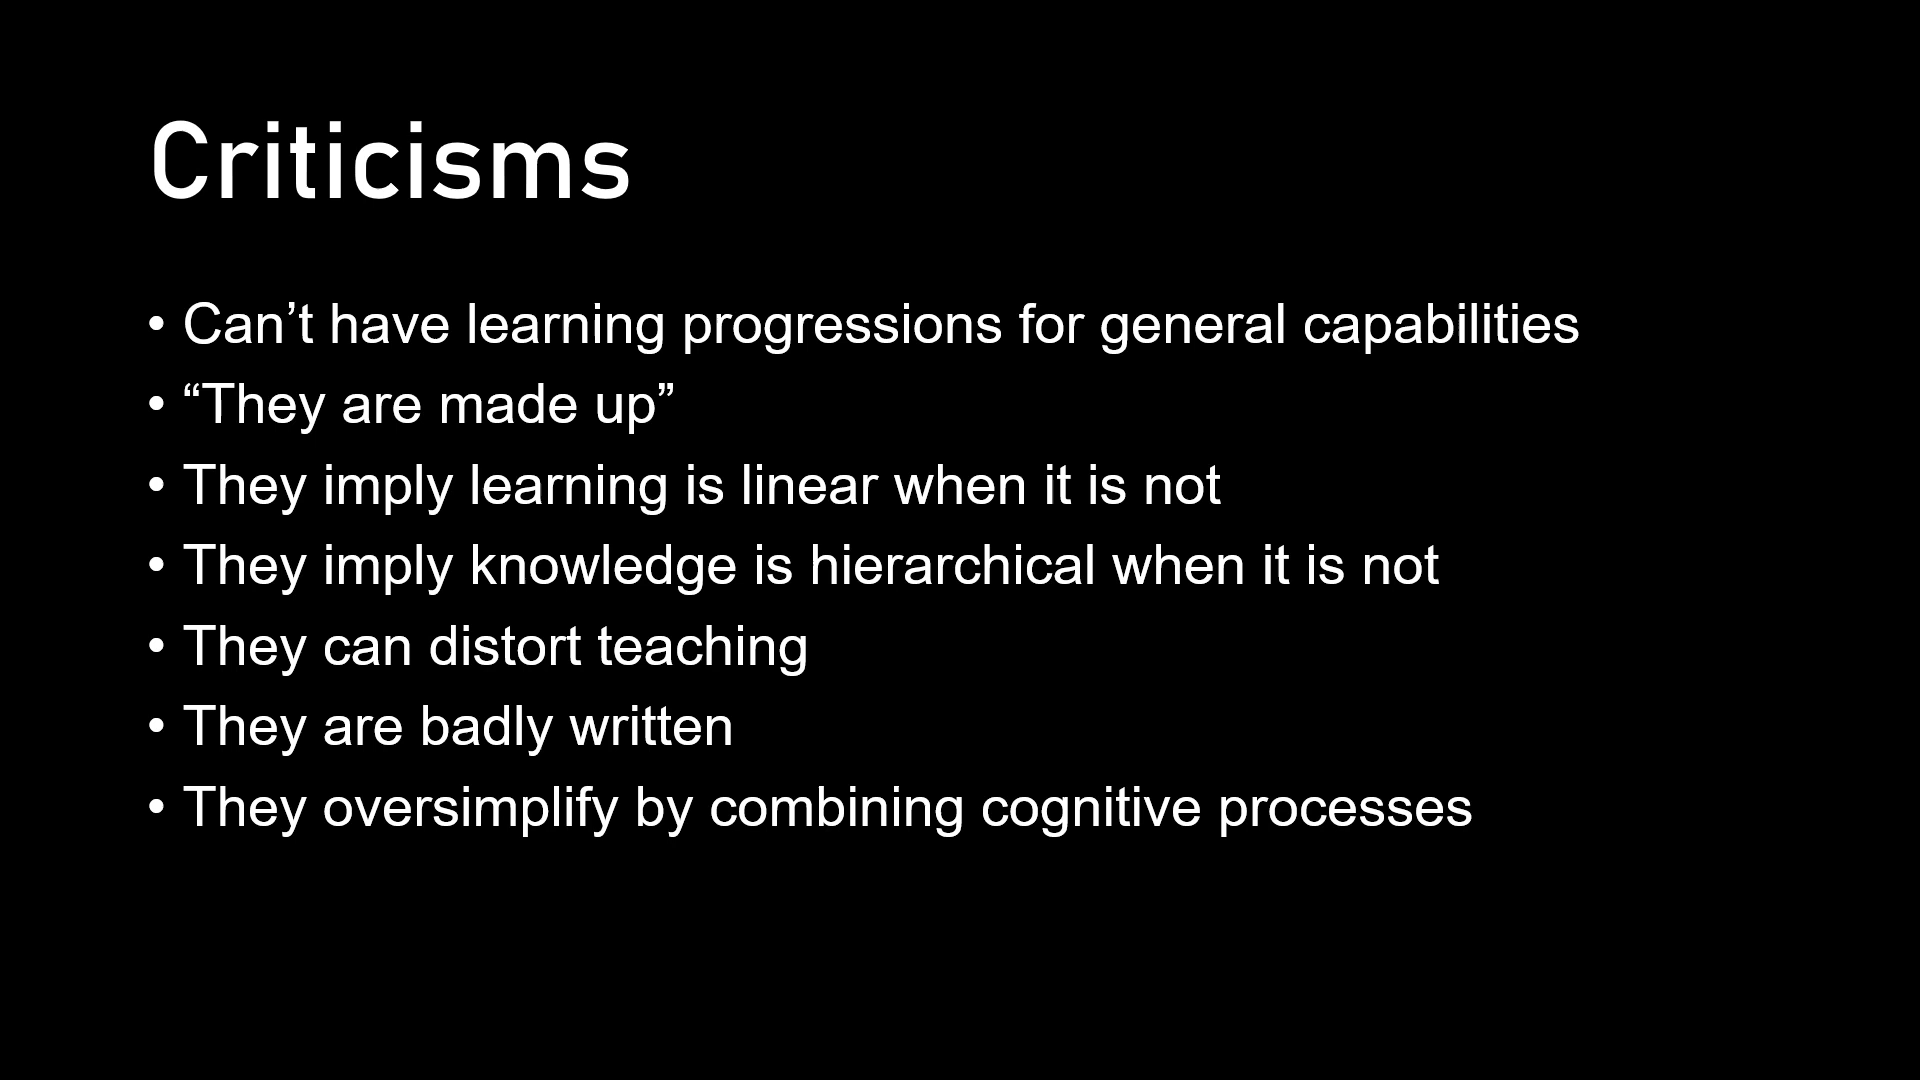 Criticisms
• Can’t have learning progressions for general capabilities
• “They are made up”
• They imply learning is linear when it is not
• They imply knowledge is hierarchical when it is not
• They can distort teaching
• They are badly written
• They oversimplify by combining cognitive processes